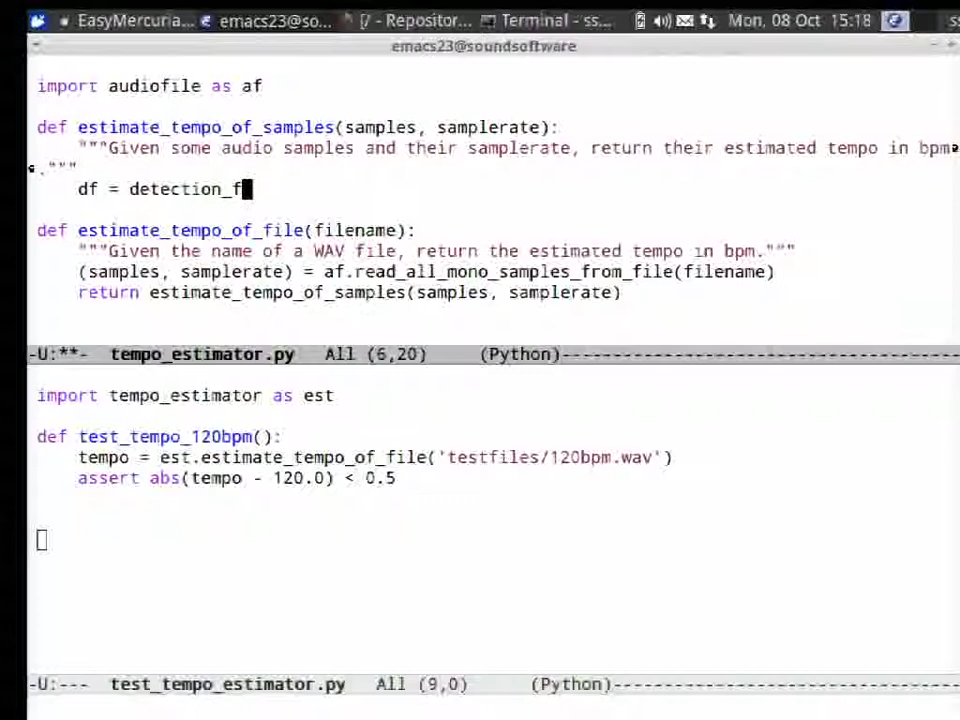 EasyMercuria... emacs23@so... [/ - Repositor... Terminal - ss... Mon, 08 Oct 15:18
emacs23@soundsoftware
import audiofile as af
def estimate_tempo_of_samples(samples, samplerate):
"""Given some audio samples and their samplerate, return their estimated tempo in bpm
."""
df = detection_f
def estimate_tempo_of_file(filename):
"""Given the name of a WAV file, return the estimated tempo in bpm."""
(samples, samplerate) = af.read_all_mono_samples_from_file(filename)
return estimate_tempo_of_samples(samples, samplerate)
-U:**- tempo_estimator.py All (6,20) (Python)--------------------------------------
import tempo_estimator as est
def test_tempo_120bpm():
tempo = est.estimate_tempo_of_file('testfiles/120bpm.wav')
assert abs(tempo - 120.0) < 0.5
-U:--- test_tempo_estimator.py All (9,0) (Python)---------------------------------